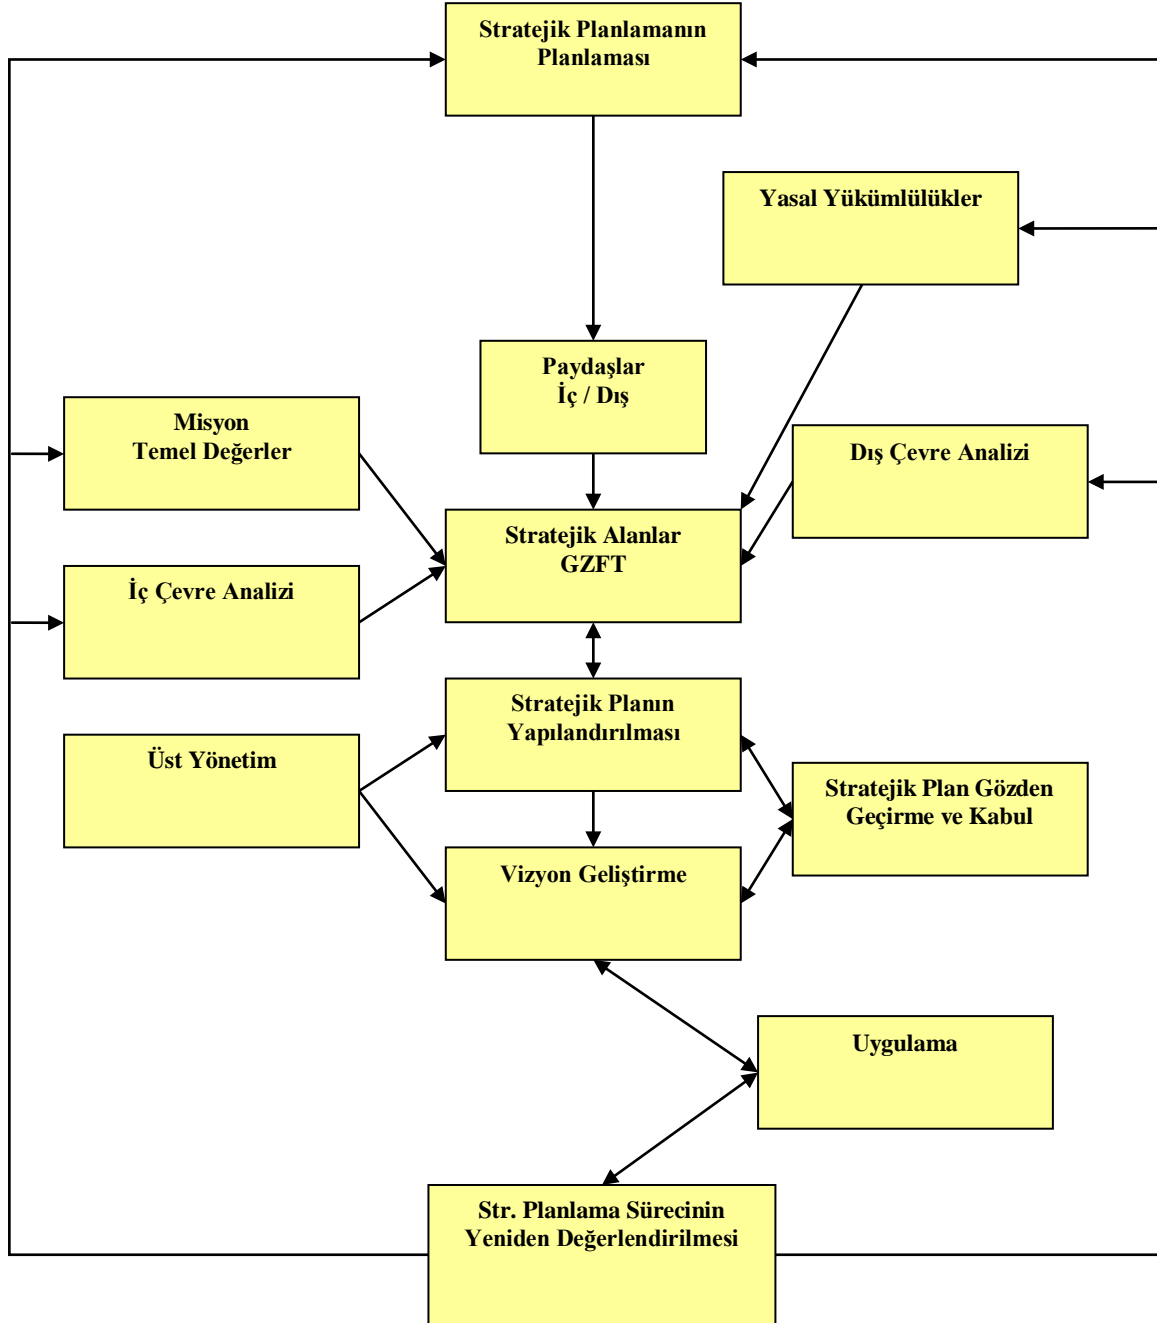 Stratejik Planlamanın
Planlaması
Yasal Yükümlülükler
Paydaşlar
İç / Dış
Misyon
Temel Değerler
Dış Çevre Analizi
Stratejik Alanlar
GZFT
İç Çevre Analizi
Stratejik Planın
Yapılandırılması
Üst Yönetim
Stratejik Plan Gözden
Geçirme ve Kabul
Vizyon Geliştirme
Uygulama
Str. Planlama Sürecinin
Yeniden Değerlendirilmesi